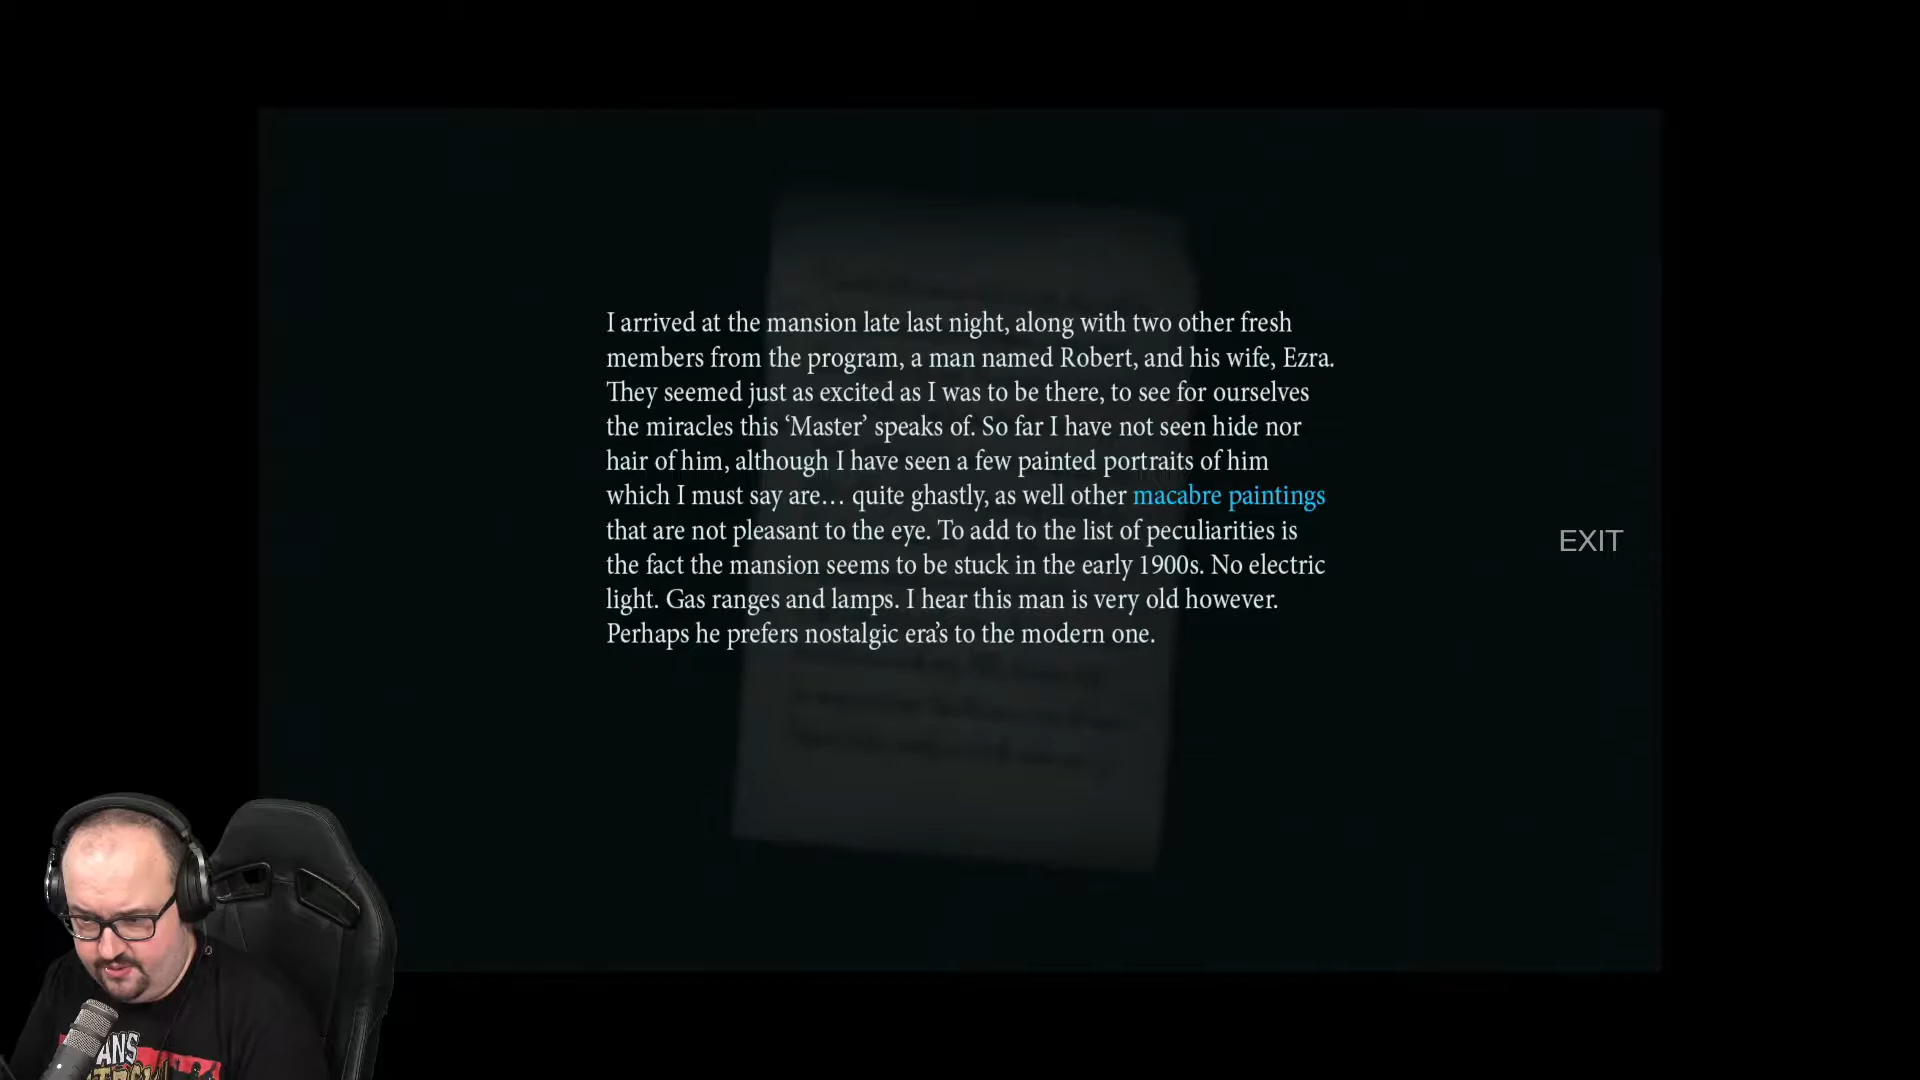 I arrived at the mansion late last night, along with two other fresh
members from the program, a man named Robert, and his wife, Ezra.
They seemed just as excited as I was to be there, to see for ourselves
the miracles this ‘Master’ speaks of. So far I have not seen hide nor
hair of him, although I have seen a few painted portraits of him
which I must say are… quite ghastly, as well other macabre paintings
that are not pleasant to the eye. To add to the list of peculiarities is
the fact the mansion seems to be stuck in the early 1900s. No electric
light. Gas ranges and lamps. I hear this man is very old however.
Perhaps he prefers nostalgic era’s to the modern one.
EXIT